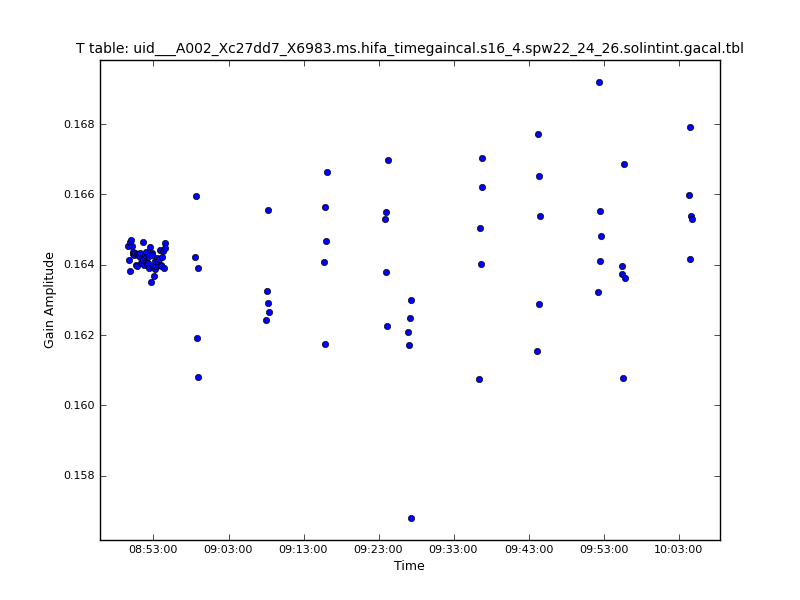 T table: uid___A002_Xc27dd7_X6983.ms.hifa_timegaincal.s16_4.spw22_24_26.solintint.gacal.tbl
0.168
0.166
0.164
0.162
0.160
0.158
Gain Amplitude
08:53:00 09:03:00 09:13:00 09:23:00 09:33:00 09:43:00 09:53:00 10:03:00
Time